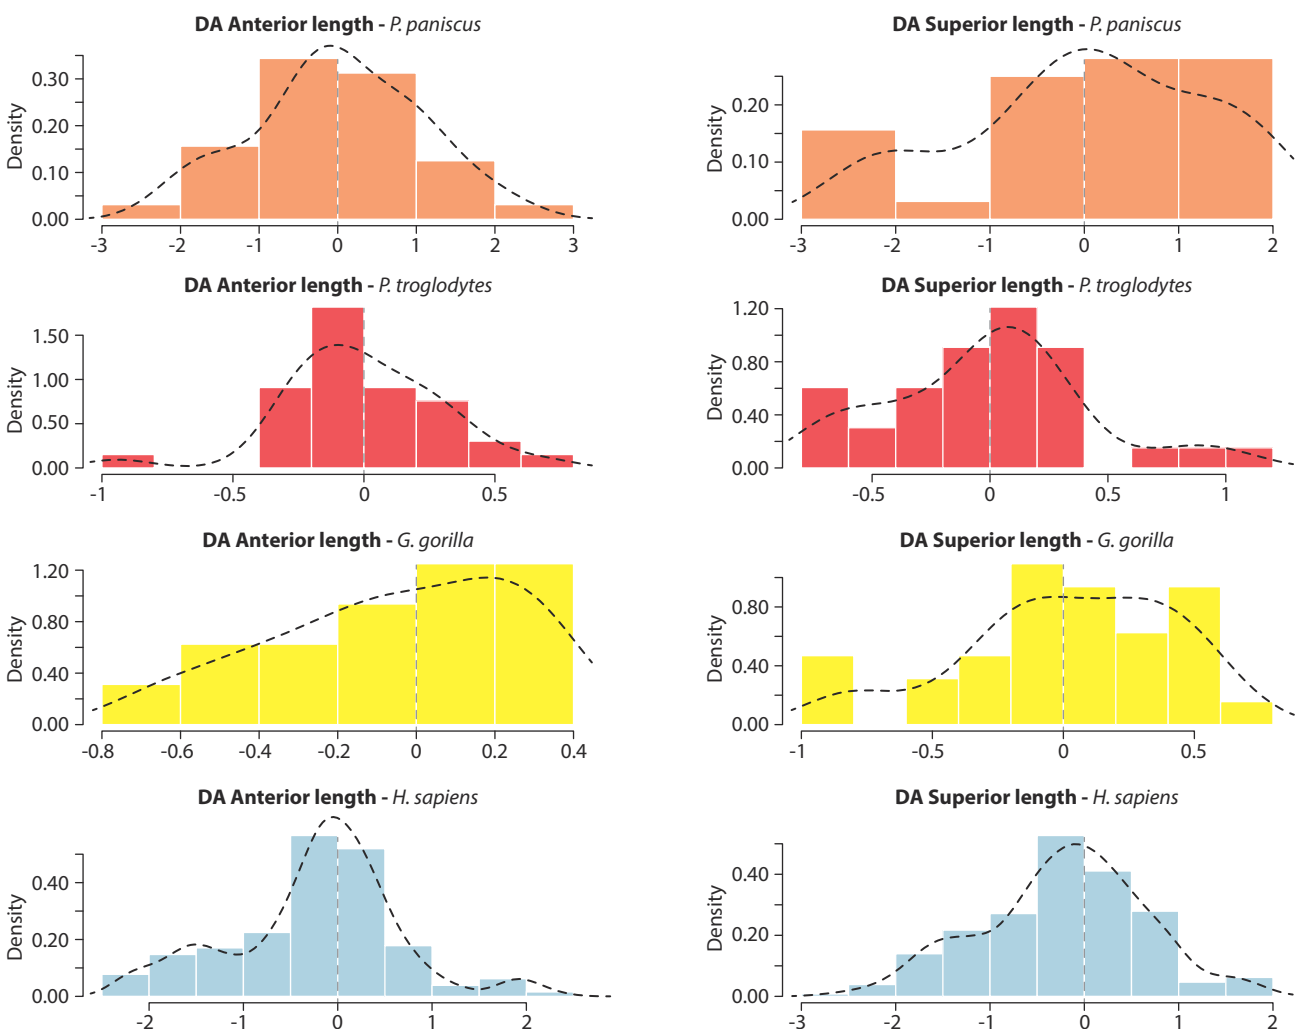 DA Anterior length - P. paniscus
Density
0.30
0.20
0.10
0.00
-3 -2 -1 0 1 2 3
DA Superior length - P. paniscus
Density
0.20
0.10
0.00
-3 -2 -1 0 1 2
DA Anterior length - P. troglodytes
Density
1.50
1.00
0.50
0.00
-1 -0.5 0 0.5
DA Superior length - P. troglodytes
Density
1.20
0.80
0.40
0.00
-0.5 0 0.5 1
DA Anterior length - G. gorilla
Density
1.20
0.80
0.40
0.00
-0.8 -0.6 -0.4 -0.2 0 0.2 0.4
DA Superior length - G. gorilla
Density
0.80
0.40
0.00
-1 -0.5 0 0.5
DA Anterior length - H. sapiens
Density
0.40
0.20
0.00
-2 -1 0 1 2
DA Superior length - H. sapiens
Density
0.40
0.20
0.00
-3 -2 -1 0 1 2